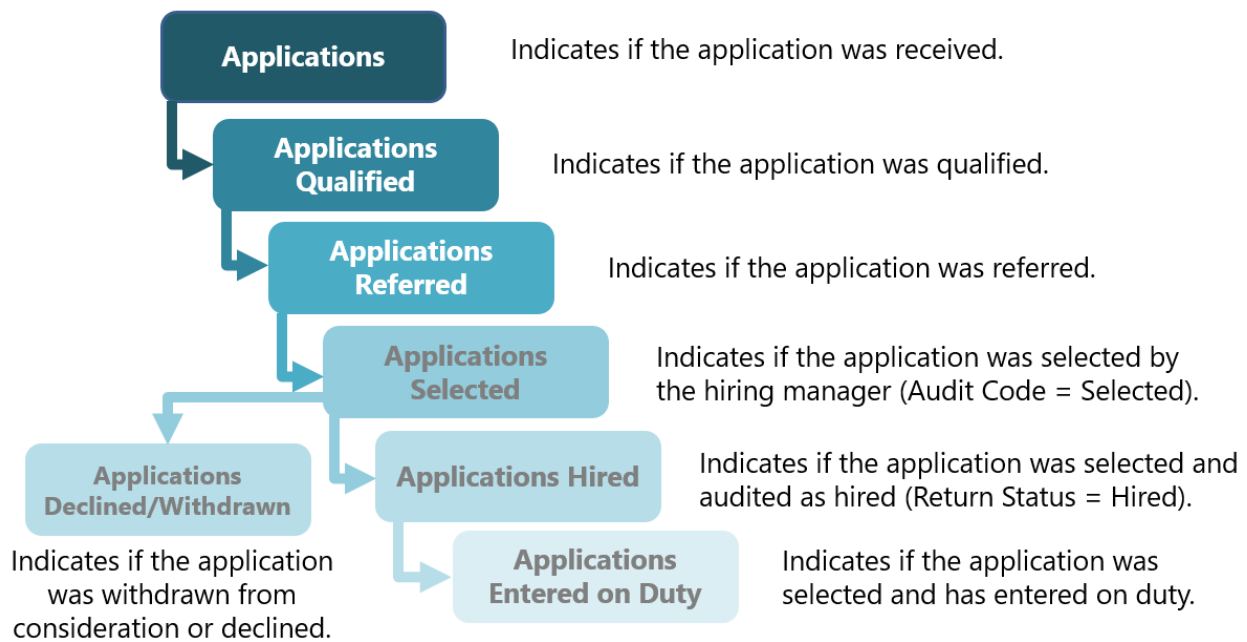 Applications
Indicates if the application was received.
Applications
Qualified
Indicates if the application was qualified.
Applications
Referred
Indicates if the application was referred.
Applications
Selected
Indicates if the application was selected by
the hiring manager (Audit Code = Selected).
Applications
Declined/Withdrawn
Indicates if the application
was withdrawn from
consideration or declined.
Applications Hired
Indicates if the application was selected and
audited as hired (Return Status = Hired).
Applications
Entered on Duty
Indicates if the application was
selected and has entered on duty.